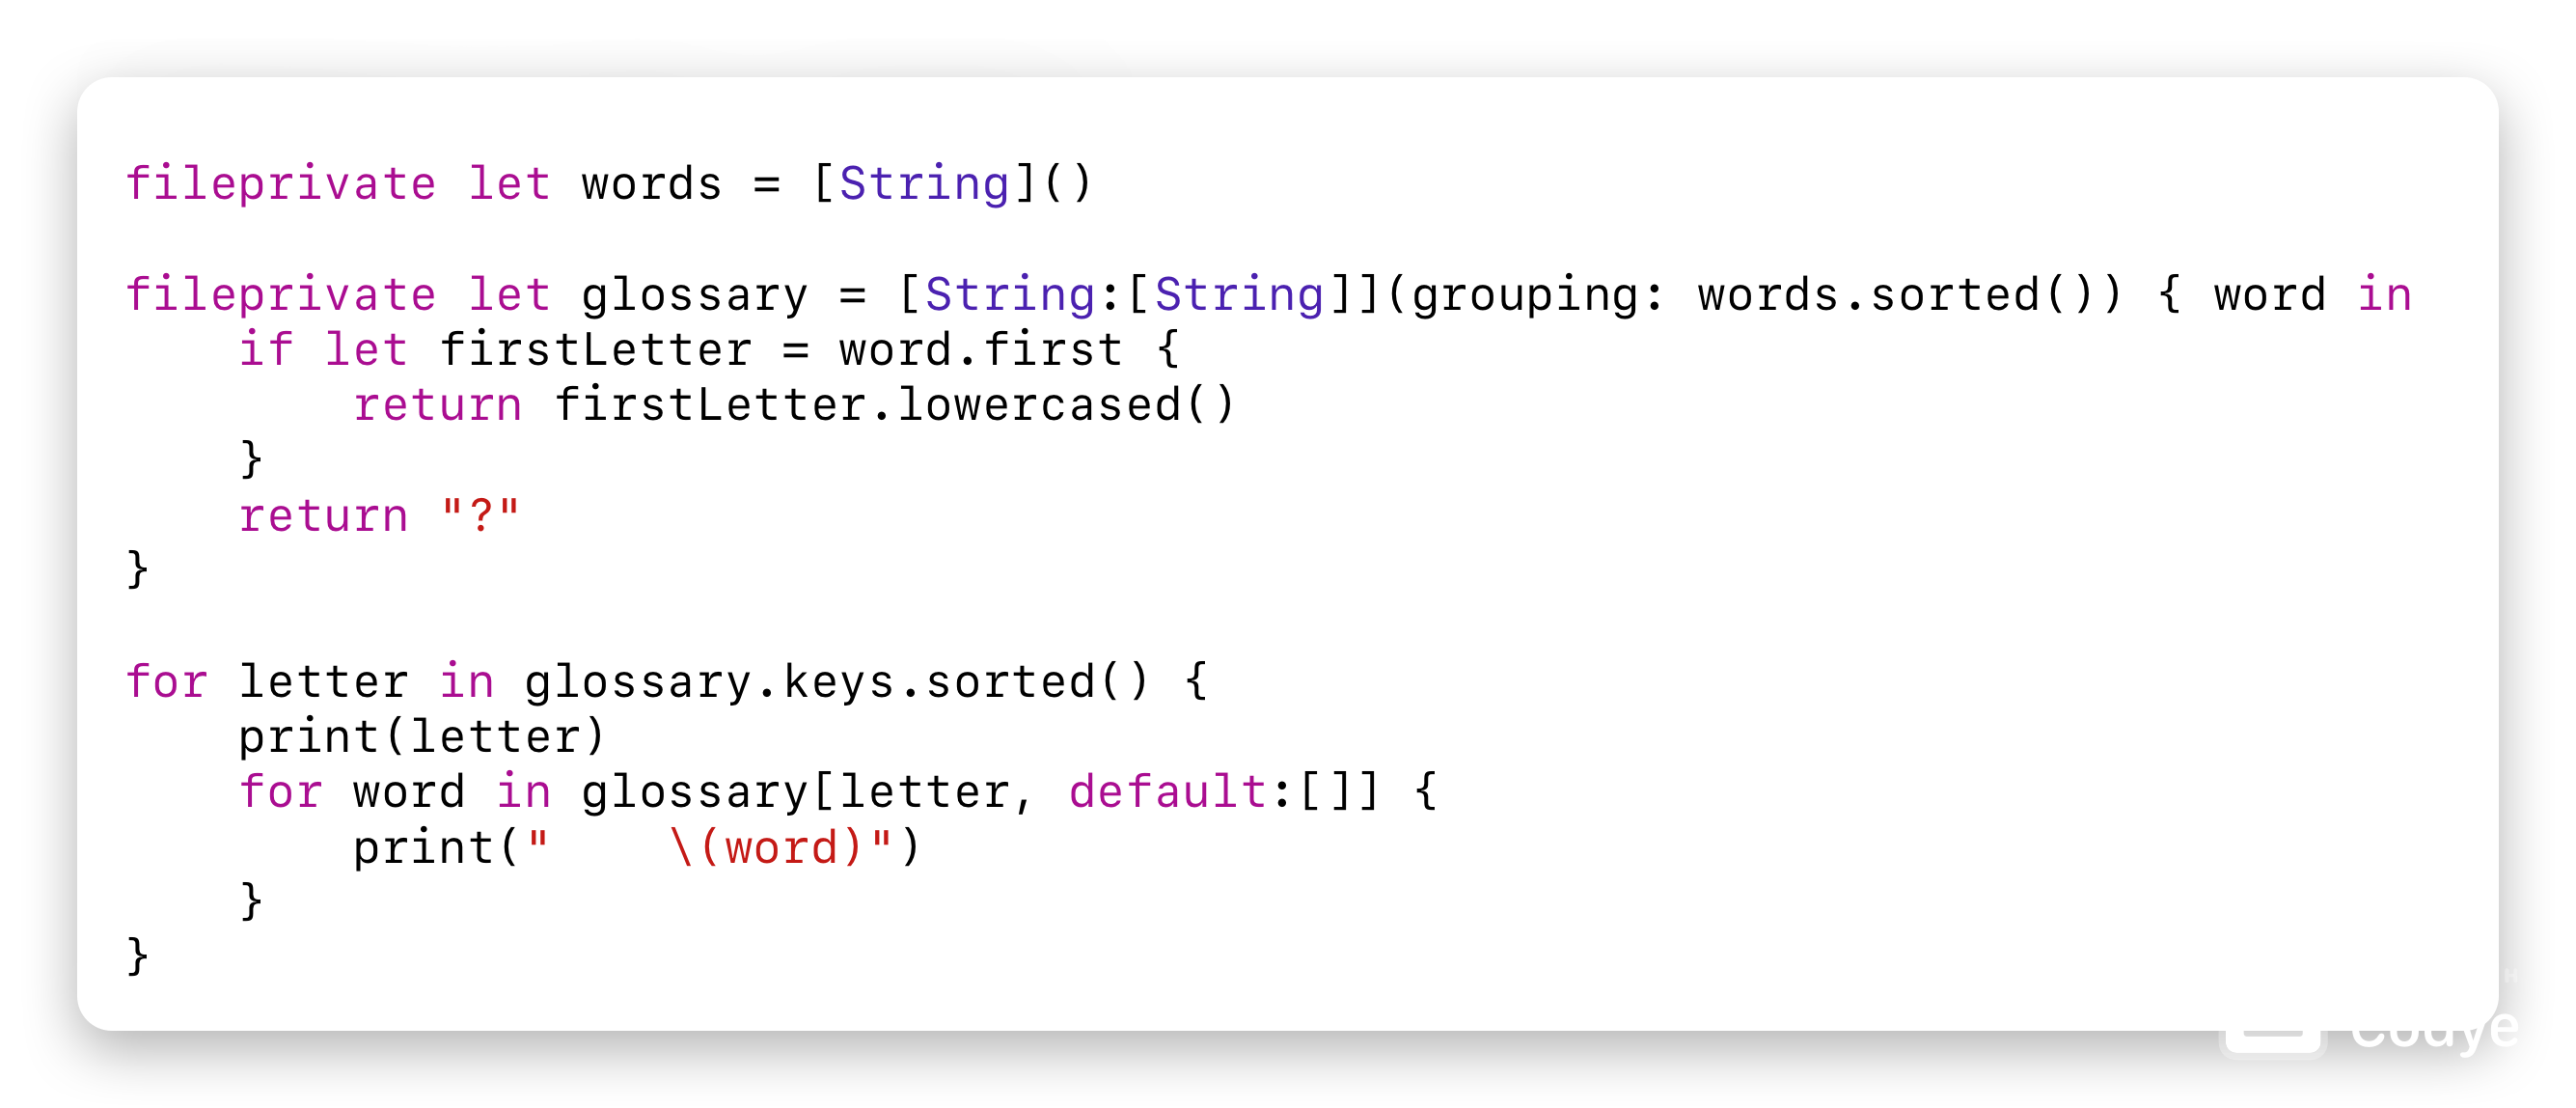 fileprivate let words = [String]()
fileprivate let glossary = [String:[String]](grouping: words.sorted()) { word in
    if let firstLetter = word.first {
        return firstLetter.lowercased()
    }
    return "?"
}
for letter in glossary.keys.sorted() {
    print(letter)
    for word in glossary[letter, default:[]] {
        print("    \(word)")
    }
}
Codye